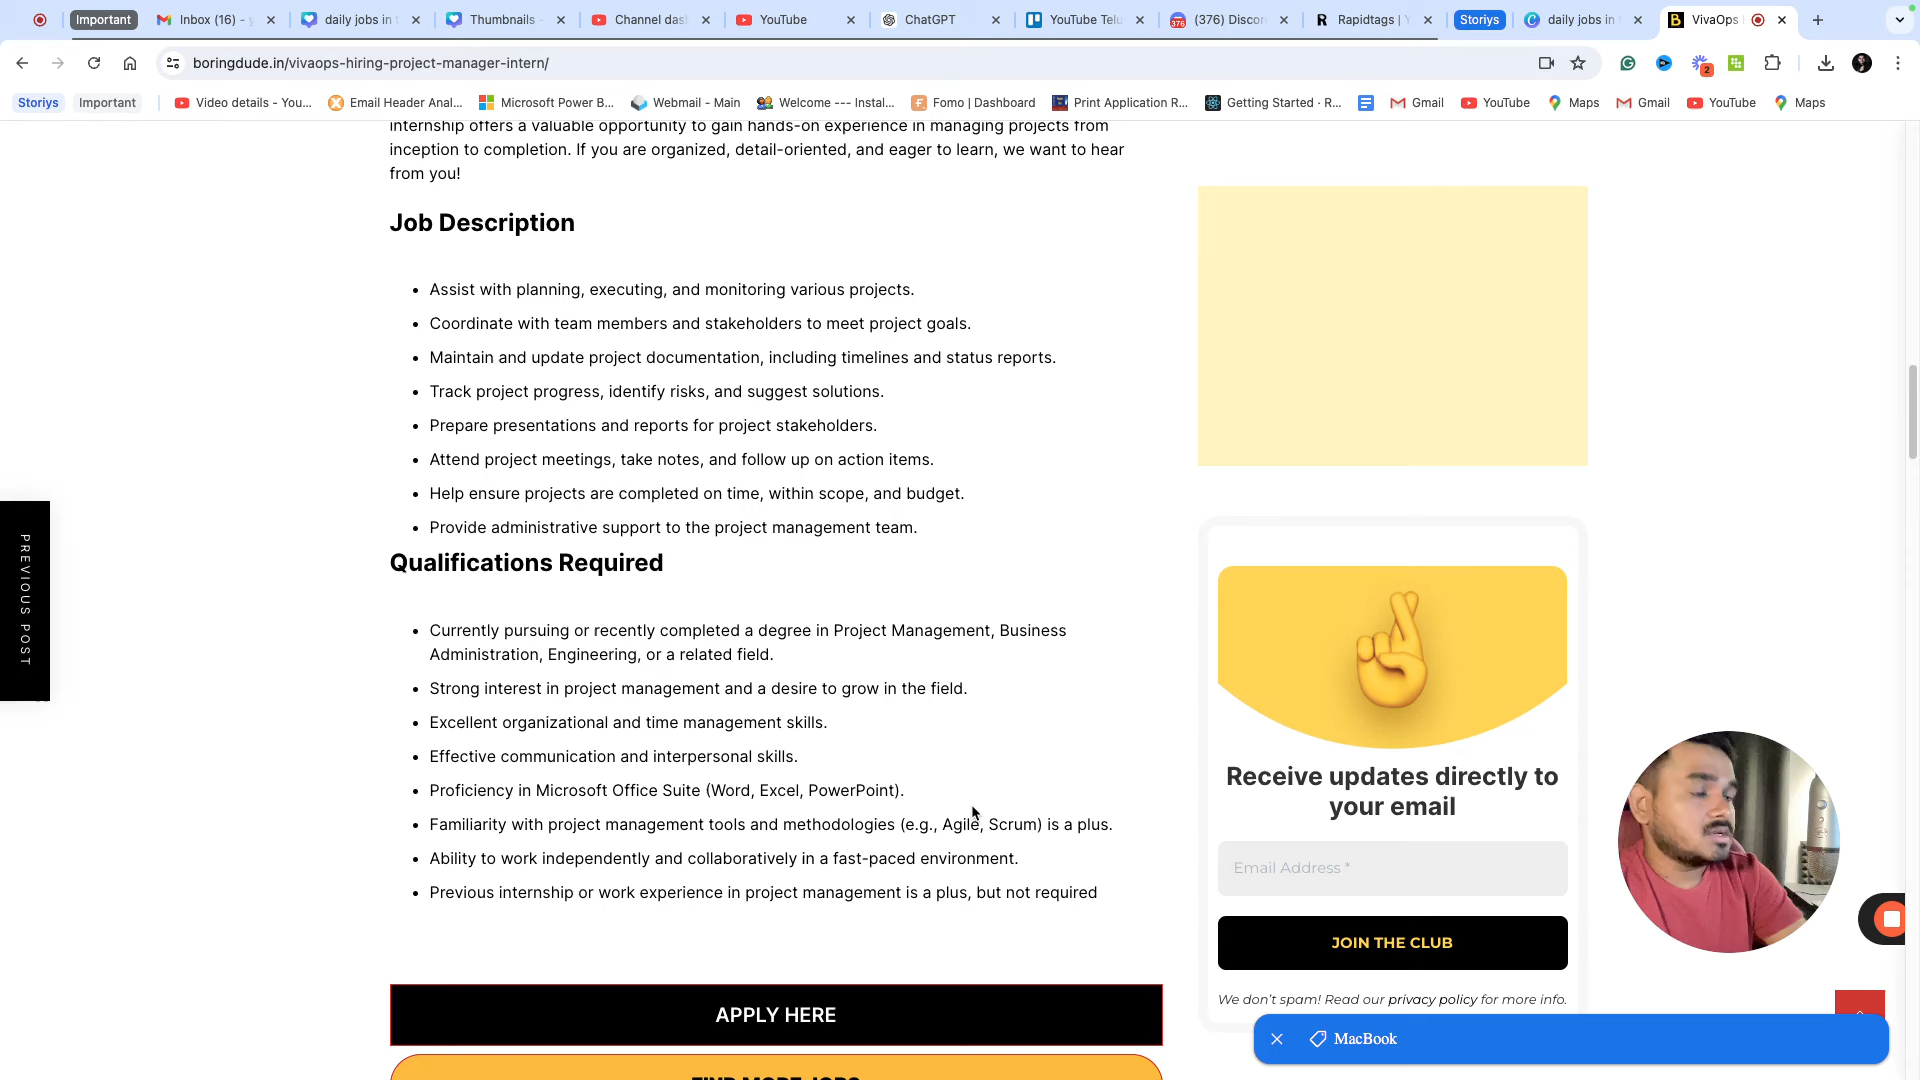 Important
Inbox (16) - y
daily jobs in t
Thumbnails -
Channel das
YouTube
ChatGPT
YouTube Telu
(376) Discor
Rapidtags | Y
Storiys
daily jobs in
VivaOps
boringdude.in/vivaops-hiring-project-manager-intern/
2
Storiys
Important
Video details - You...
Email Header Anal...
Microsoft Power B...
Webmail - Main
Welcome --- Instal...
Fomo | Dashboard
Print Application R...
Getting Started · R...
Gmail
YouTube
Maps
Gmail
YouTube
Maps
internship offers a valuable opportunity to gain hands-on experience in managing projects from
inception to completion. If you are organized, detail-oriented, and eager to learn, we want to hear
from you!
Job Description
• Assist with planning, executing, and monitoring various projects.
• Coordinate with team members and stakeholders to meet project goals.
• Maintain and update project documentation, including timelines and status reports.
• Track project progress, identify risks, and suggest solutions.
• Prepare presentations and reports for project stakeholders.
• Attend project meetings, take notes, and follow up on action items.
• Help ensure projects are completed on time, within scope, and budget.
• Provide administrative support to the project management team.
PREVIOUS POST
Qualifications Required
• Currently pursuing or recently completed a degree in Project Management, Business
Administration, Engineering, or a related field.
• Strong interest in project management and a desire to grow in the field.
• Excellent organizational and time management skills.
• Effective communication and interpersonal skills.
• Proficiency in Microsoft Office Suite (Word, Excel, PowerPoint).
• Familiarity with project management tools and methodologies (e.g., Agile, Scrum) is a plus.
• Ability to work independently and collaboratively in a fast-paced environment.
• Previous internship or work experience in project management is a plus, but not required
APPLY HERE
FIND MORE JOBS
Receive updates directly to
your email
Email Address *
JOIN THE CLUB
We don't spam! Read our privacy policy for more info.
MacBook